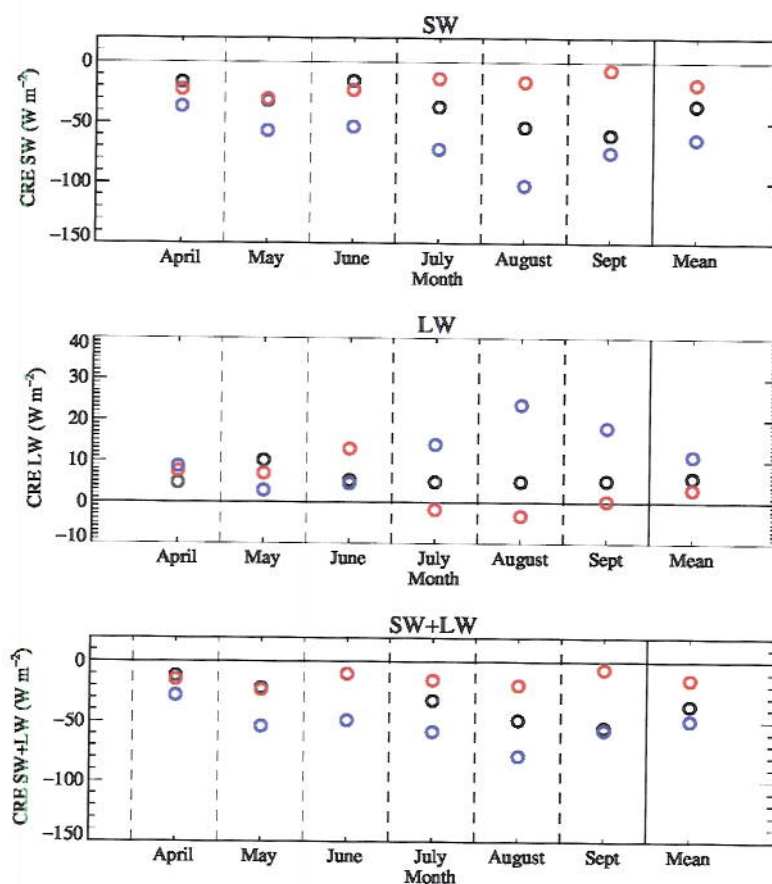 SW
0
−50
−100
−150
CRE SW (W m⁻²)
April May June July August Sept Mean
Month
LW
40
30
20
10
0
−10
CRE LW (W m⁻²)
April May June July August Sept Mean
Month
SW+LW
0
−50
−100
−150
CRE SW+LW (W m⁻²)
April May June July August Sept Mean
Month